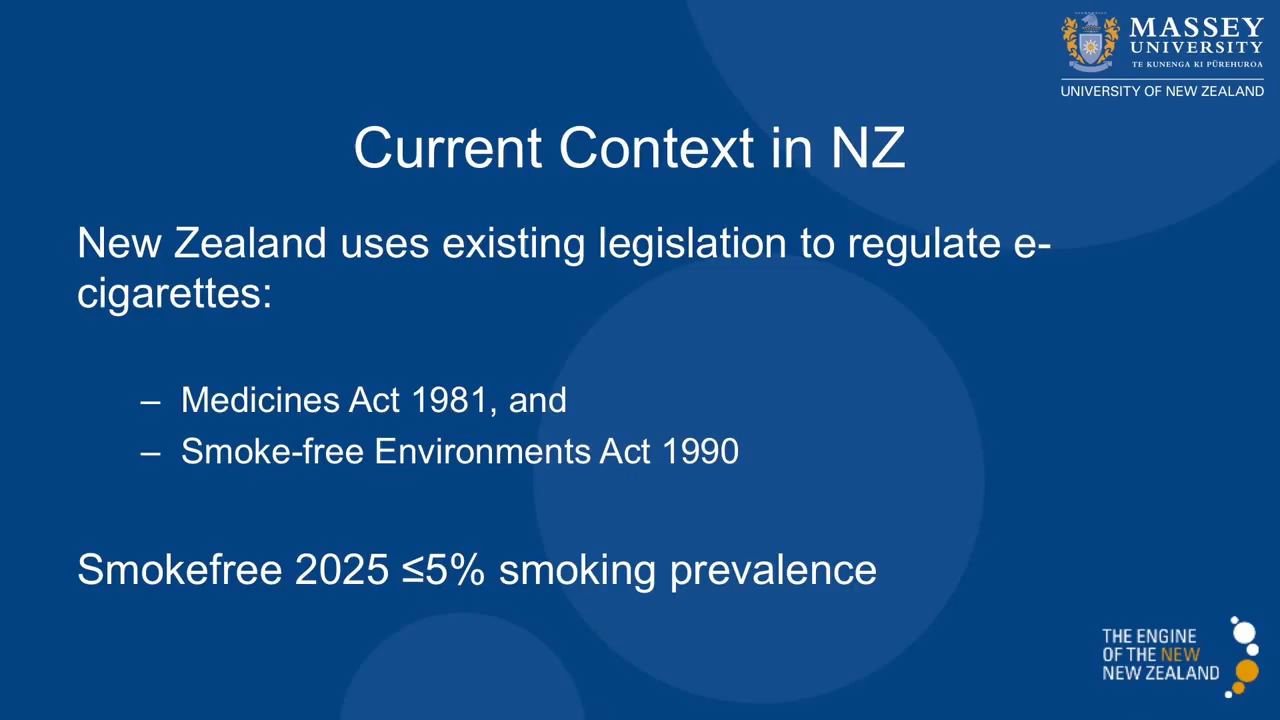 MASSEY
UNIVERSITY
TE KUNENGA KI PŪREHUROA
UNIVERSITY OF NEW ZEALAND
Current Context in NZ
New Zealand uses existing legislation to regulate e-
cigarettes:
– Medicines Act 1981, and
– Smoke-free Environments Act 1990
Smokefree 2025 ≤5% smoking prevalence
THE ENGINE
OF THE NEW
NEW ZEALAND